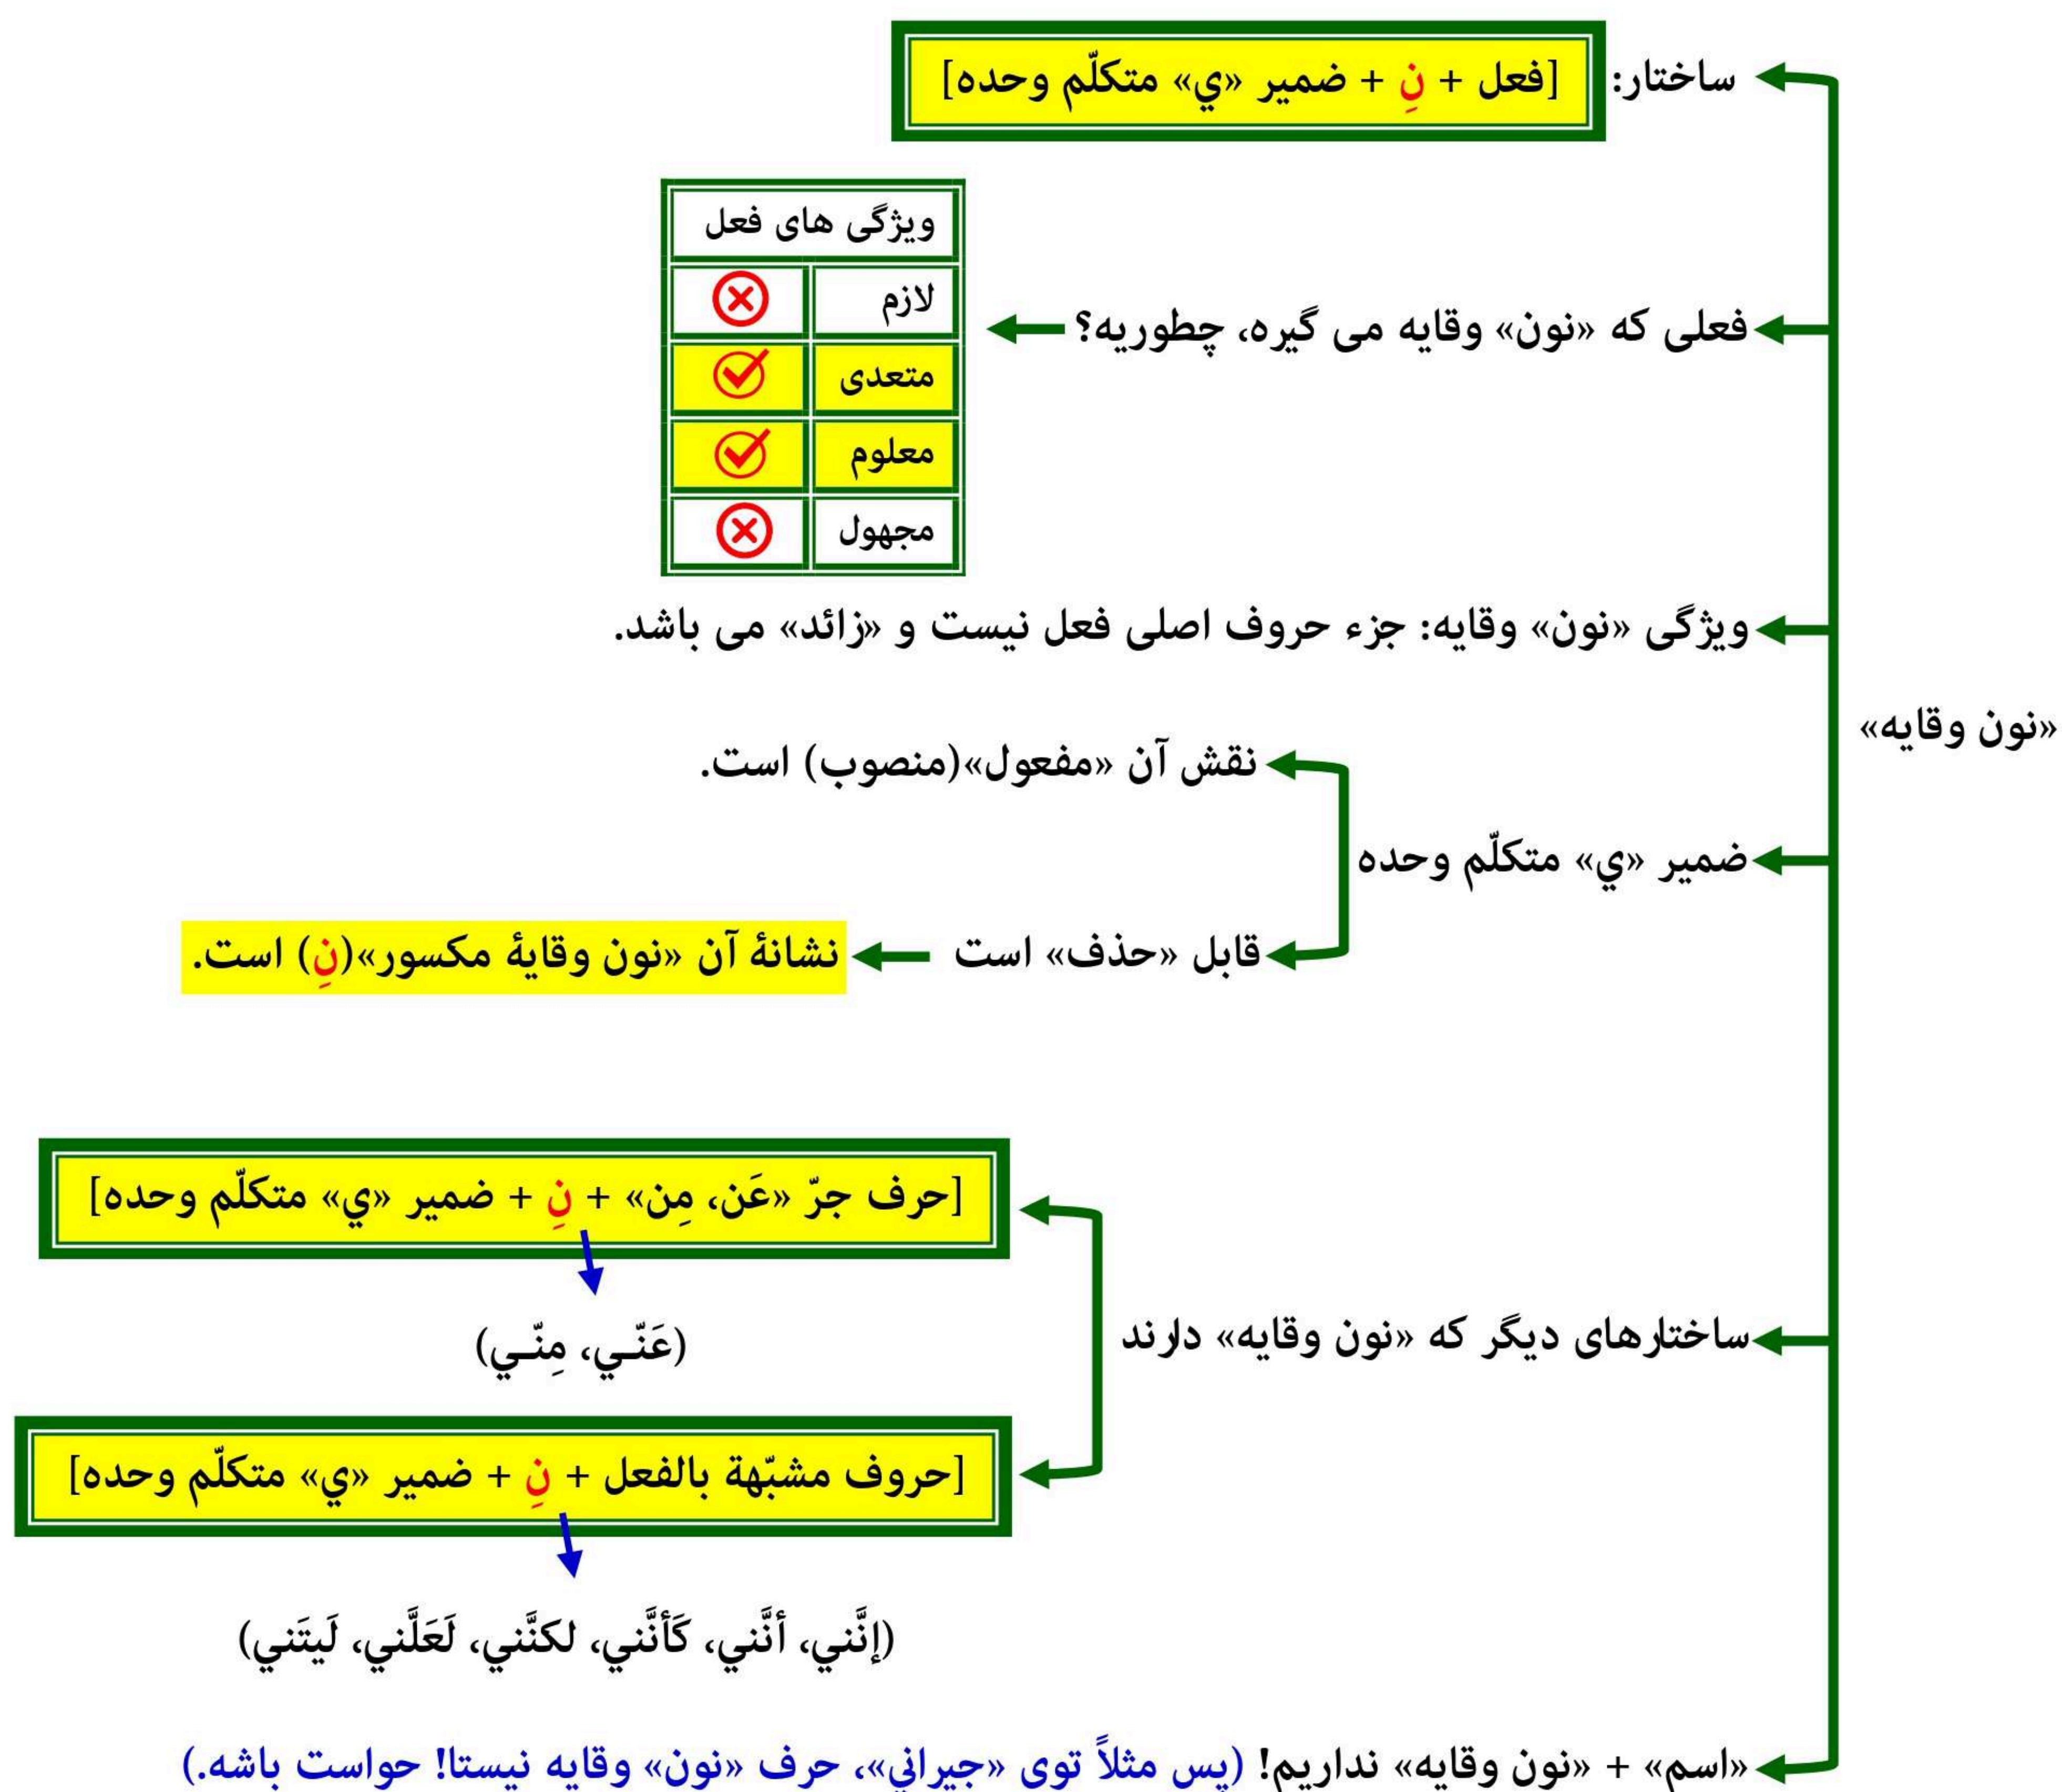 ساختار: [فعل + نِ + ضمیر «ي» متکلّم وحده]
ویژگی های فعل
لازم
متعدی
معلوم
مجهول
فعلی که «نون» وقایه می گیره، چطوریه؟
ویژگی «نون» وقایه: جزء حروف اصلی فعل نیست و «زائد» می باشد.
«نون وقایه»
نقش آن «مفعول»(منصوب) است.
ضمیر «ي» متکلّم وحده
قابل «حذف» است
نشانهٔ آن «نون وقایهٔ مکسور»(نِ) است.
[حرف جرّ «عَن، مِن» + نِ + ضمیر «ي» متکلّم وحده]
(عَنّـي، مِنّـي)
ساختارهای دیگر که «نون وقایه» دارند
[حروف مشبّهة بالفعل + نِ + ضمیر «ي» متکلّم وحده]
(إنَّني، أنَّني، کَأنَّني، لکنَّني، لَعَلَّني، لَیتَني)
«اسم» + «نون وقایه» نداریم! (پس مثلاً توی «جیراني»، حرف «نون» وقایه نیستا! حواست باشه.)